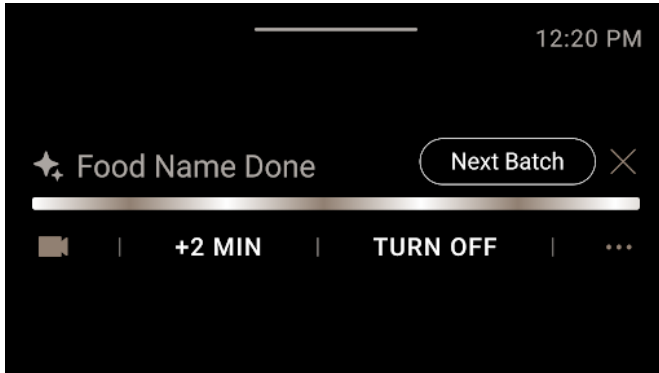 12:20 PM
Food Name Done
Next Batch
+2 MIN
TURN OFF